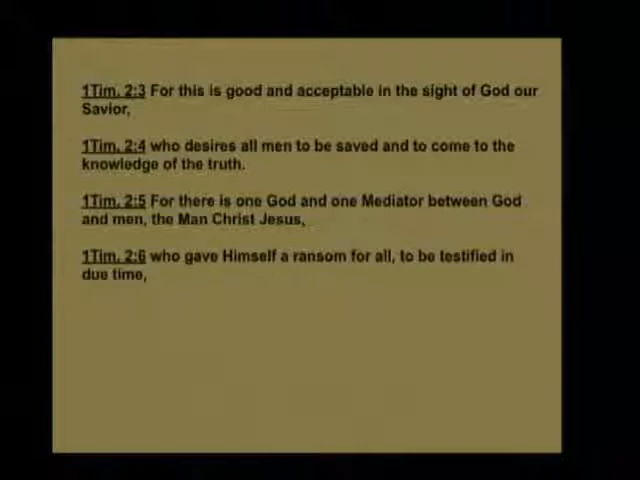 1Tim. 2:3 For this is good and acceptable in the sight of God our
Savior,
1Tim. 2:4 who desires all men to be saved and to come to the
knowledge of the truth.
1Tim. 2:5 For there is one God and one Mediator between God
and men, the Man Christ Jesus,
1Tim. 2:6 who gave Himself a ransom for all, to be testified in
due time,